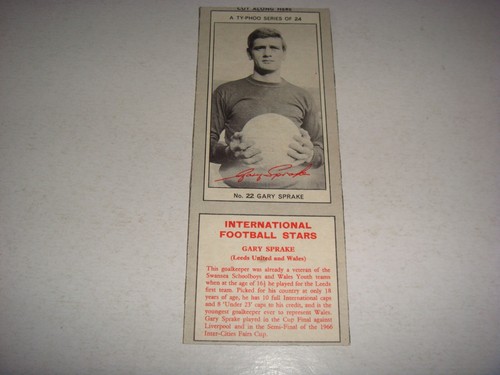 CUT ALONG HERE
A TY-PHOO SERIES OF 24
Gary Sprake
No. 22 GARY SPRAKE
INTERNATIONAL
FOOTBALL STARS
GARY SPRAKE
(Leeds United and Wales)
This goalkeeper was already a veteran of the
Swansea Schoolboys and Wales Youth teams
when at the age of 16½ he played for the Leeds
first team. Picked for his country at only 18
years of age, he has 10 full International caps
and 8 'Under 23' caps to his credit, and is the
youngest goalkeeper ever to represent Wales.
Gary Sprake played in the Cup Final against
Liverpool and in the Semi-Final of the 1966
Inter-Cities Fairs Cup.